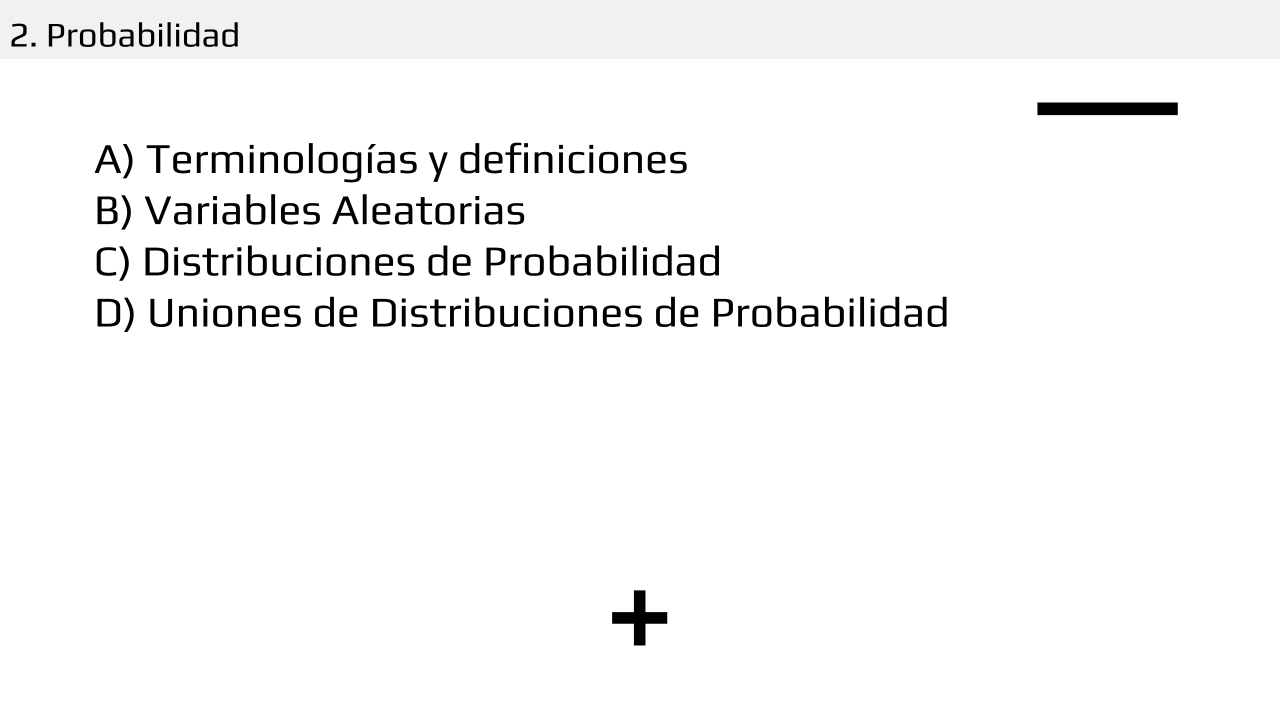 2. Probabilidad
A) Terminologías y definiciones
B) Variables Aleatorias
C) Distribuciones de Probabilidad
D) Uniones de Distribuciones de Probabilidad